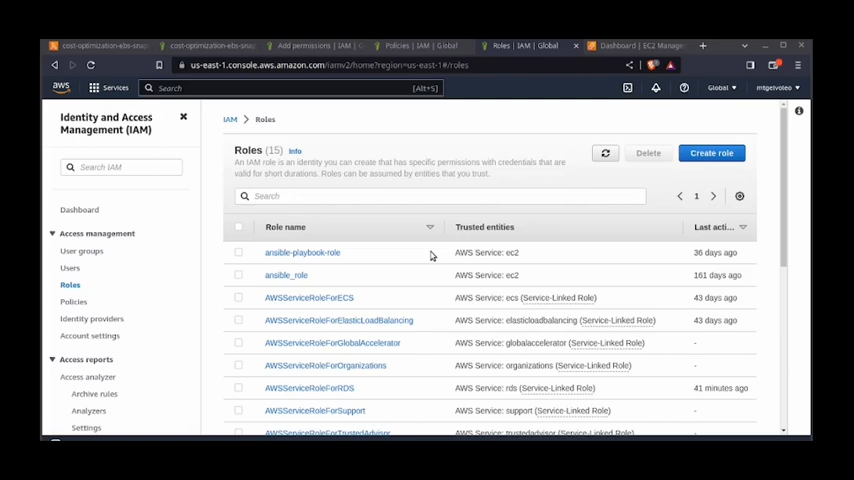 cost-optimization-ebs-snap
cost-optimization-ebs-snap
Add permissions | IAM | G
Policies | IAM | Global
Roles | IAM | Global
Dashboard | EC2 Manage
us-east-1.console.aws.amazon.com/iamv2/home?region=us-east-1#/roles
aws
Services
Search
[Alt+S]
Global
mtgelvoleo
Identity and Access
Management (IAM)
Search IAM
Dashboard
Access management
User groups
Users
Roles
Policies
Identity providers
Account settings
Access reports
Access analyzer
Archive rules
Analyzers
Settings
IAM
Roles
Roles (15) Info
An IAM role is an identity you can create that has specific permissions with credentials that are
valid for short durations. Roles can be assumed by entities that you trust.
Delete
Create role
Search
1
Role name
Trusted entities
Last acti...
ansible-playbook-role
AWS Service: ec2
36 days ago
ansible_role
AWS Service: ec2
161 days ago
AWSServiceRoleForECS
AWS Service: ecs (Service-Linked Role)
43 days ago
AWSServiceRoleForElasticLoadBalancing
AWS Service: elasticloadbalancing (Service-Linked Role)
43 days ago
AWSServiceRoleForGlobalAccelerator
AWS Service: globalaccelerator (Service-Linked Role)
-
AWSServiceRoleForOrganizations
AWS Service: organizations (Service-Linked Role)
-
AWSServiceRoleForRDS
AWS Service: rds (Service-Linked Role)
41 minutes ago
AWSServiceRoleForSupport
AWS Service: support (Service-Linked Role)
-
AWSServiceRoleForTrustedAdvisor
AWS Service: trustedadvisor (Service-Linked Role)
-